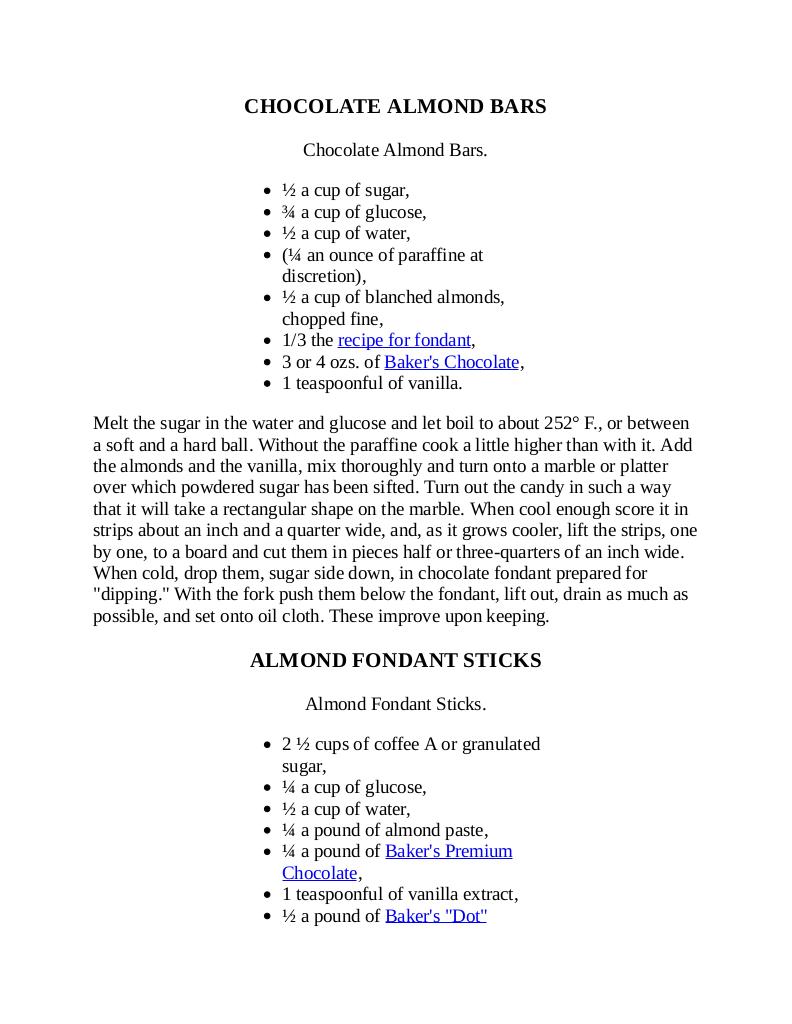 CHOCOLATE ALMOND BARS
Chocolate Almond Bars.
• ½ a cup of sugar,
• ¾ a cup of glucose,
• ½ a cup of water,
• (¼ an ounce of paraffine at
discretion),
• ½ a cup of blanched almonds,
chopped fine,
• 1/3 the recipe for fondant,
• 3 or 4 ozs. of Baker's Chocolate,
• 1 teaspoonful of vanilla.
Melt the sugar in the water and glucose and let boil to about 252° F., or between
a soft and a hard ball. Without the paraffine cook a little higher than with it. Add
the almonds and the vanilla, mix thoroughly and turn onto a marble or platter
over which powdered sugar has been sifted. Turn out the candy in such a way
that it will take a rectangular shape on the marble. When cool enough score it in
strips about an inch and a quarter wide, and, as it grows cooler, lift the strips, one
by one, to a board and cut them in pieces half or three-quarters of an inch wide.
When cold, drop them, sugar side down, in chocolate fondant prepared for
"dipping." With the fork push them below the fondant, lift out, drain as much as
possible, and set onto oil cloth. These improve upon keeping.
ALMOND FONDANT STICKS
Almond Fondant Sticks.
• 2 ½ cups of coffee A or granulated
sugar,
• ¼ a cup of glucose,
• ½ a cup of water,
• ¼ a pound of almond paste,
• ¼ a pound of Baker's Premium
Chocolate,
• 1 teaspoonful of vanilla extract,
• ½ a pound of Baker's "Dot"